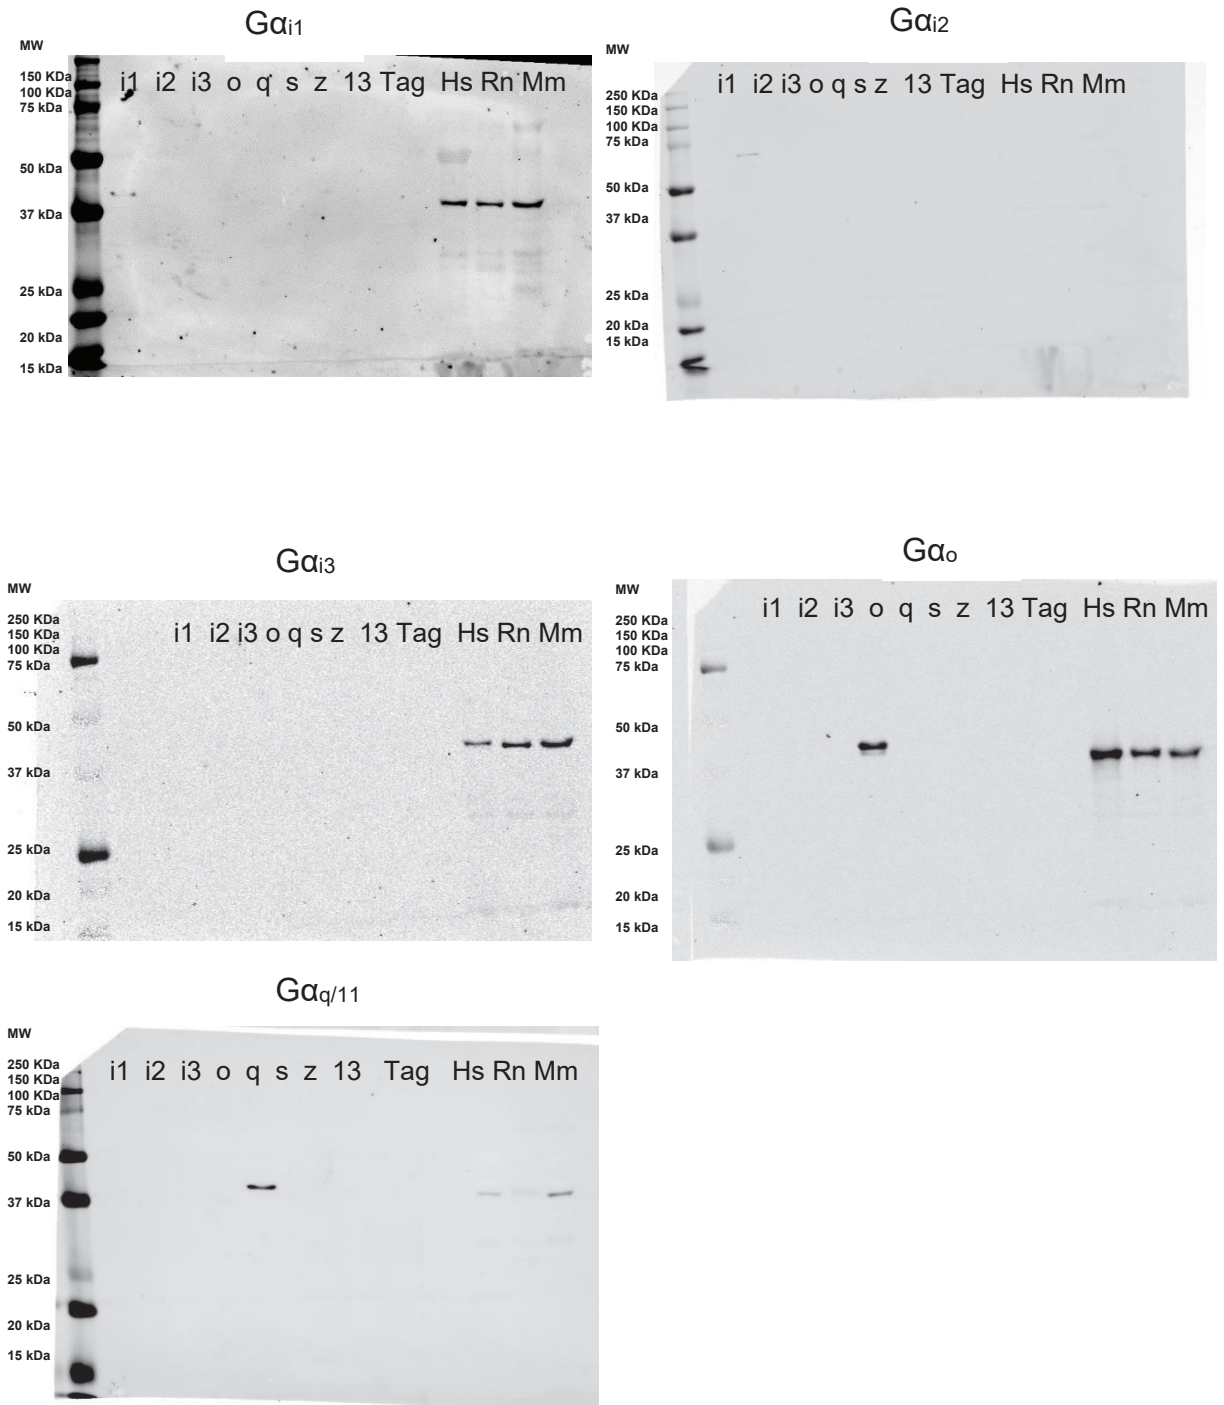 Gαi1
MW
i1 i2 i3 o q s z 13 Tag Hs Rn Mm
150 KDa
100 KDa
75 kDa
50 kDa
37 kDa
25 kDa
20 kDa
15 kDa
Gαi2
MW
i1 i2 i3 o q s z 13 Tag Hs Rn Mm
250 KDa
150 KDa
100 KDa
75 kDa
50 kDa
37 kDa
25 kDa
20 kDa
15 kDa
Gαi3
MW
i1 i2 i3 o q s z 13 Tag Hs Rn Mm
250 KDa
150 KDa
100 KDa
75 kDa
50 kDa
37 kDa
25 kDa
20 kDa
15 kDa
Gαo
MW
i1 i2 i3 o q s z 13 Tag Hs Rn Mm
250 KDa
150 KDa
100 KDa
75 kDa
50 kDa
37 kDa
25 kDa
20 kDa
15 kDa
Gαq/11
MW
i1 i2 i3 o q s z 13 Tag Hs Rn Mm
250 KDa
150 KDa
100 KDa
75 kDa
50 kDa
37 kDa
25 kDa
20 kDa
15 kDa